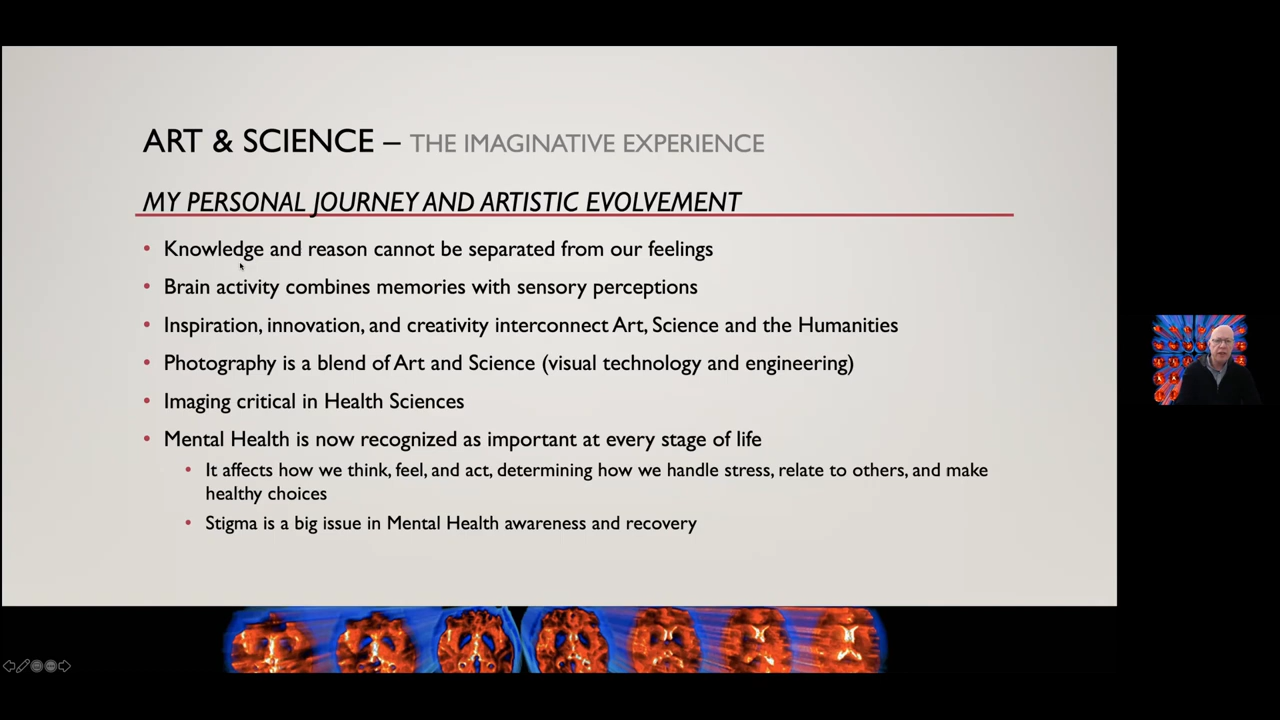 ART & SCIENCE – THE IMAGINATIVE EXPERIENCE
MY PERSONAL JOURNEY AND ARTISTIC EVOLVEMENT
• Knowledge and reason cannot be separated from our feelings
• Brain activity combines memories with sensory perceptions
• Inspiration, innovation, and creativity interconnect Art, Science and the Humanities
• Photography is a blend of Art and Science (visual technology and engineering)
• Imaging critical in Health Sciences
• Mental Health is now recognized as important at every stage of life
• It affects how we think, feel, and act, determining how we handle stress, relate to others, and make
healthy choices
• Stigma is a big issue in Mental Health awareness and recovery